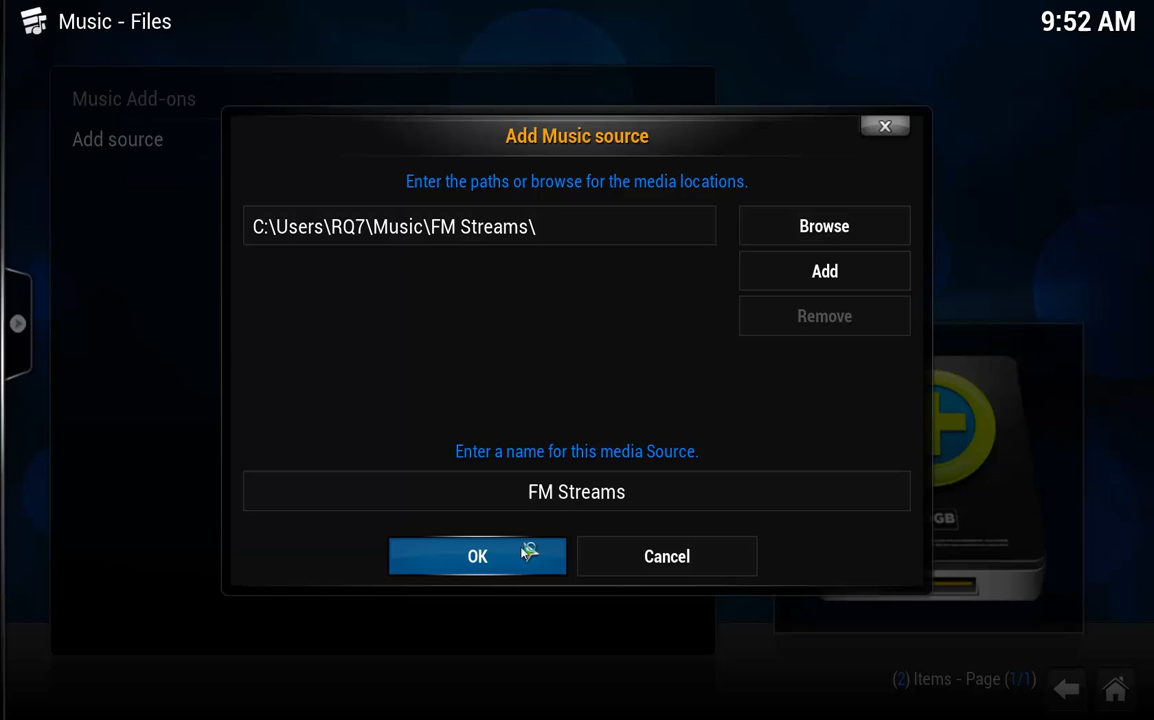 Music - Files
9:52 AM
Music Add-ons
Add source
Add Music source
Enter the paths or browse for the media locations.
C:\Users\RQ7\Music\FM Streams\
Browse
Add
Remove
Enter a name for this media Source.
FM Streams
OK
Cancel
GB
(2) Items - Page (1/1)